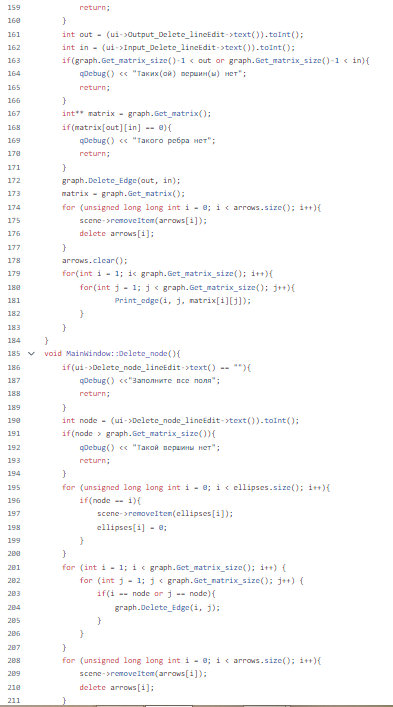 159 return;
160 }
161 int out = (ui->Output_Delete_lineEdit->text()).toInt();
162 int in = (ui->Input_Delete_lineEdit->text()).toInt();
163 if(graph.Get_matrix_size()-1 < out or graph.Get_matrix_size()-1 < in){
164 qDebug() << "Таких(ой) вершин(ы) нет";
165 return;
166 }
167 int** matrix = graph.Get_matrix();
168 if(matrix[out][in] == 0){
169 qDebug() << "Такого ребра нет";
170 return;
171 }
172 graph.Delete_Edge(out, in);
173 matrix = graph.Get_matrix();
174 for (unsigned long long int i = 0; i < arrows.size(); i++){
175 scene->removeItem(arrows[i]);
176 delete arrows[i];
177 }
178 arrows.clear();
179 for(int i = 1; i< graph.Get_matrix_size(); i++){
180 for(int j = 1; j < graph.Get_matrix_size(); j++){
181 Print_edge(i, j, matrix[i][j]);
182 }
183 }
184 }
185 void MainWindow::Delete_node(){
186 if(ui->Delete_node_lineEdit->text() == ""){
187 qDebug() <<"Заполните все поля";
188 return;
189 }
190 int node = (ui->Delete_node_lineEdit->text()).toInt();
191 if(node > graph.Get_matrix_size()){
192 qDebug() << "Такой вершины нет";
193 return;
194 }
195 for (unsigned long long int i = 0; i < ellipses.size(); i++){
196 if(node == i){
197 scene->removeItem(ellipses[i]);
198 ellipses[i] = 0;
199 }
200 }
201 for (int i = 1; i < graph.Get_matrix_size(); i++) {
202 for (int j = 1; j < graph.Get_matrix_size(); j++) {
203 if(i == node or j == node){
204 graph.Delete_Edge(i, j);
205 }
206 }
207 }
208 for (unsigned long long int i = 0; i < arrows.size(); i++){
209 scene->removeItem(arrows[i]);
210 delete arrows[i];
211 }